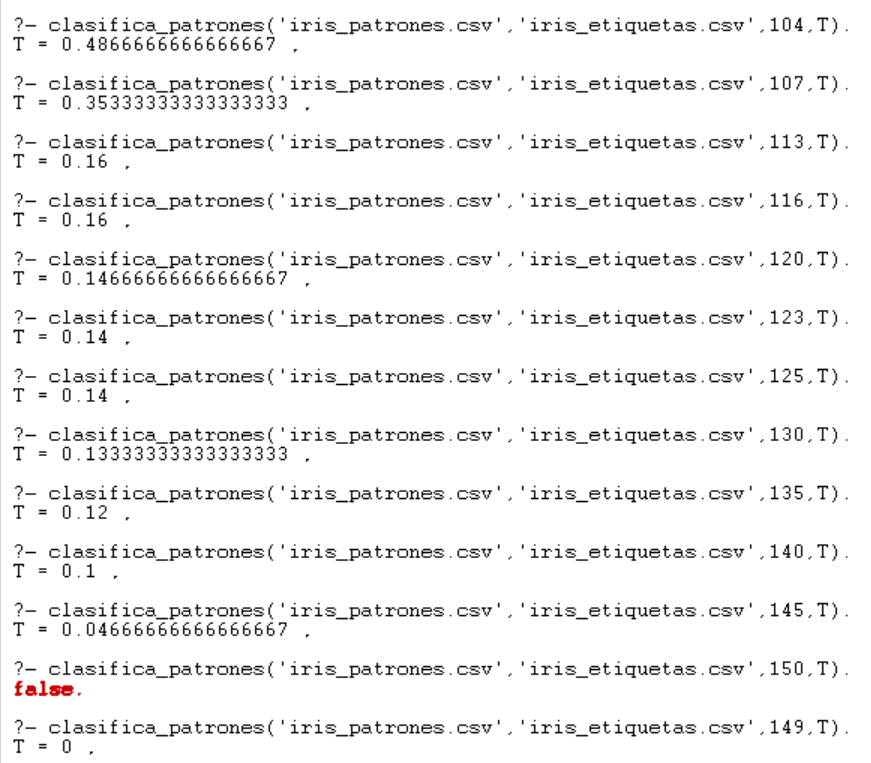 ?- clasifica_patrones('iris_patrones.csv','iris_etiquetas.csv',104,T).
T = 0.4866666666666667 .
?- clasifica_patrones('iris_patrones.csv','iris_etiquetas.csv',107,T).
T = 0.35333333333333333 .
?- clasifica_patrones('iris_patrones.csv','iris_etiquetas.csv',113,T).
T = 0.16 .
?- clasifica_patrones('iris_patrones.csv','iris_etiquetas.csv',116,T).
T = 0.16 .
?- clasifica_patrones('iris_patrones.csv','iris_etiquetas.csv',120,T).
T = 0.14666666666666667 .
?- clasifica_patrones('iris_patrones.csv','iris_etiquetas.csv',123,T).
T = 0.14 .
?- clasifica_patrones('iris_patrones.csv','iris_etiquetas.csv',125,T).
T = 0.14 .
?- clasifica_patrones('iris_patrones.csv','iris_etiquetas.csv',130,T).
T = 0.13333333333333333 .
?- clasifica_patrones('iris_patrones.csv','iris_etiquetas.csv',135,T).
T = 0.12 .
?- clasifica_patrones('iris_patrones.csv','iris_etiquetas.csv',140,T).
T = 0.1 .
?- clasifica_patrones('iris_patrones.csv','iris_etiquetas.csv',145,T).
T = 0.04666666666666667 .
?- clasifica_patrones('iris_patrones.csv','iris_etiquetas.csv',150,T).
false.
?- clasifica_patrones('iris_patrones.csv','iris_etiquetas.csv',149,T).
T = 0 .